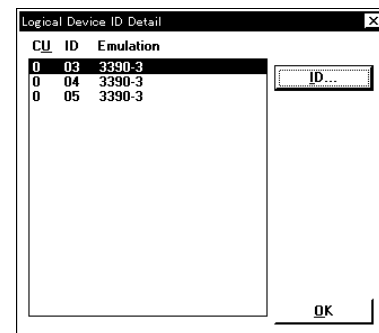 Logical Device ID Detail
CU ID Emulation
0 03 3390-3
0 04 3390-3
0 05 3390-3
ID...
OK